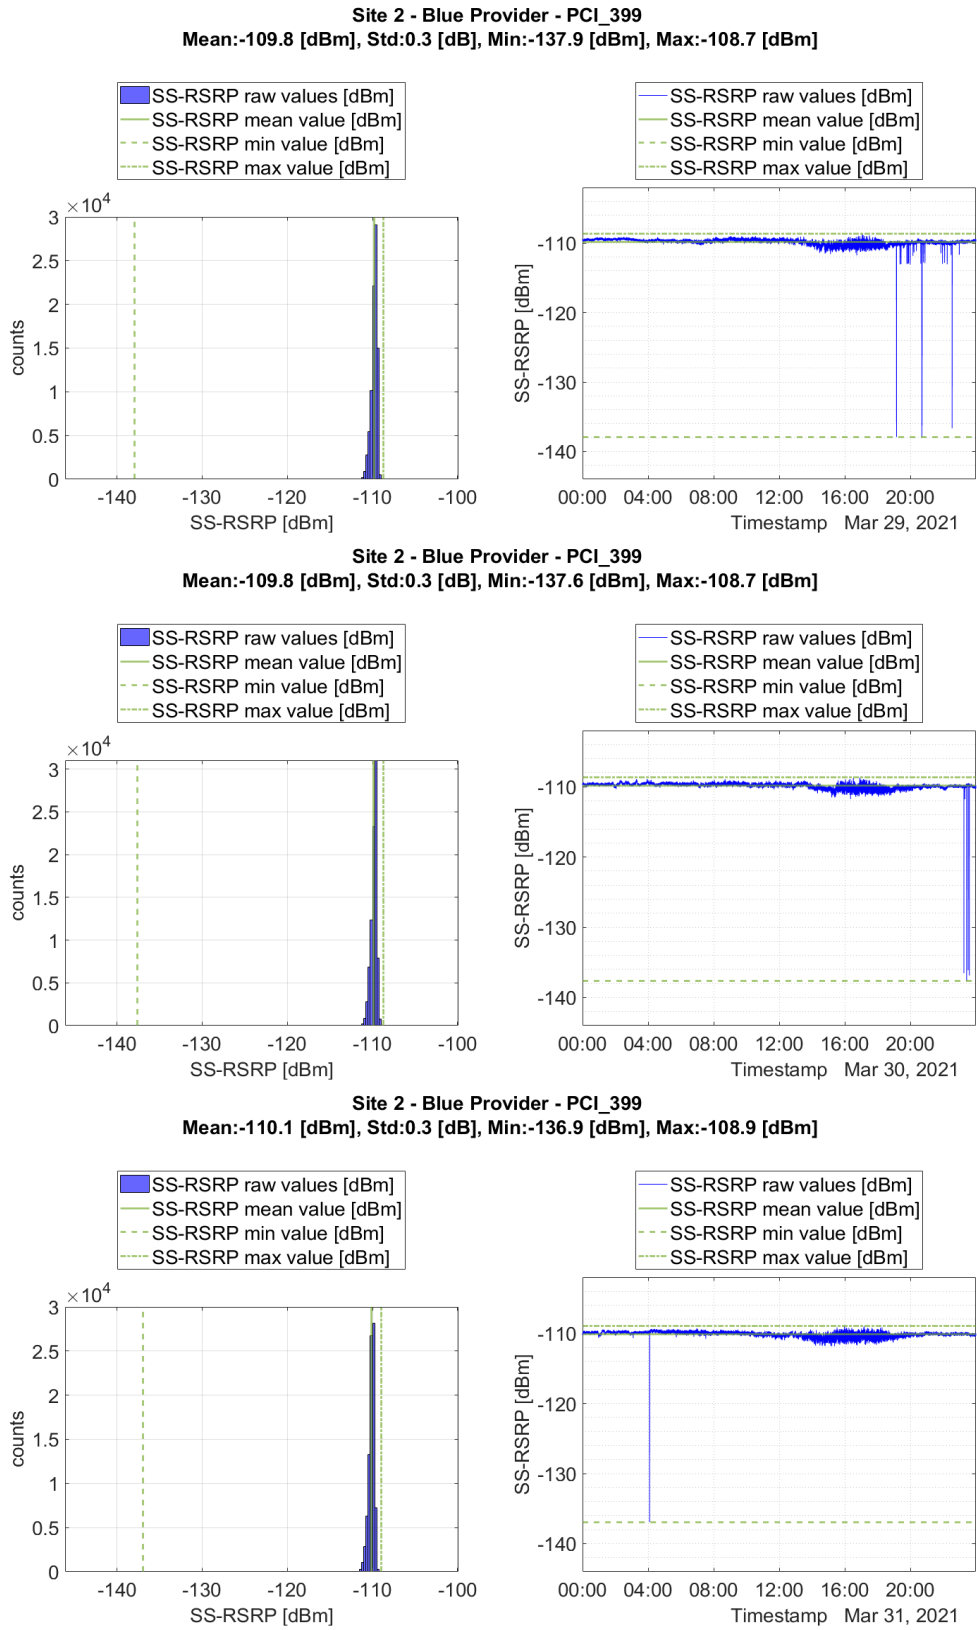 Site 2 - Blue Provider - PCI_399
Mean:-109.8 [dBm], Std:0.3 [dB], Min:-137.9 [dBm], Max:-108.7 [dBm]
SS-RSRP raw values [dBm]
SS-RSRP mean value [dBm]
SS-RSRP min value [dBm]
SS-RSRP max value [dBm]
×10⁴
3
2.5
2
1.5
1
0.5
0
counts
-140 -130 -120 -110 -100
SS-RSRP [dBm]
SS-RSRP raw values [dBm]
SS-RSRP mean value [dBm]
SS-RSRP min value [dBm]
SS-RSRP max value [dBm]
-110
-120
-130
-140
SS-RSRP [dBm]
00:00 04:00 08:00 12:00 16:00 20:00
Timestamp Mar 29, 2021
Site 2 - Blue Provider - PCI_399
Mean:-109.8 [dBm], Std:0.3 [dB], Min:-137.6 [dBm], Max:-108.7 [dBm]
SS-RSRP raw values [dBm]
SS-RSRP mean value [dBm]
SS-RSRP min value [dBm]
SS-RSRP max value [dBm]
×10⁴
3
2.5
2
1.5
1
0.5
0
counts
-140 -130 -120 -110 -100
SS-RSRP [dBm]
SS-RSRP raw values [dBm]
SS-RSRP mean value [dBm]
SS-RSRP min value [dBm]
SS-RSRP max value [dBm]
-110
-120
-130
-140
SS-RSRP [dBm]
00:00 04:00 08:00 12:00 16:00 20:00
Timestamp Mar 30, 2021
Site 2 - Blue Provider - PCI_399
Mean:-110.1 [dBm], Std:0.3 [dB], Min:-136.9 [dBm], Max:-108.9 [dBm]
SS-RSRP raw values [dBm]
SS-RSRP mean value [dBm]
SS-RSRP min value [dBm]
SS-RSRP max value [dBm]
×10⁴
3
2.5
2
1.5
1
0.5
0
counts
-140 -130 -120 -110 -100
SS-RSRP [dBm]
SS-RSRP raw values [dBm]
SS-RSRP mean value [dBm]
SS-RSRP min value [dBm]
SS-RSRP max value [dBm]
-110
-120
-130
-140
SS-RSRP [dBm]
00:00 04:00 08:00 12:00 16:00 20:00
Timestamp Mar 31, 2021